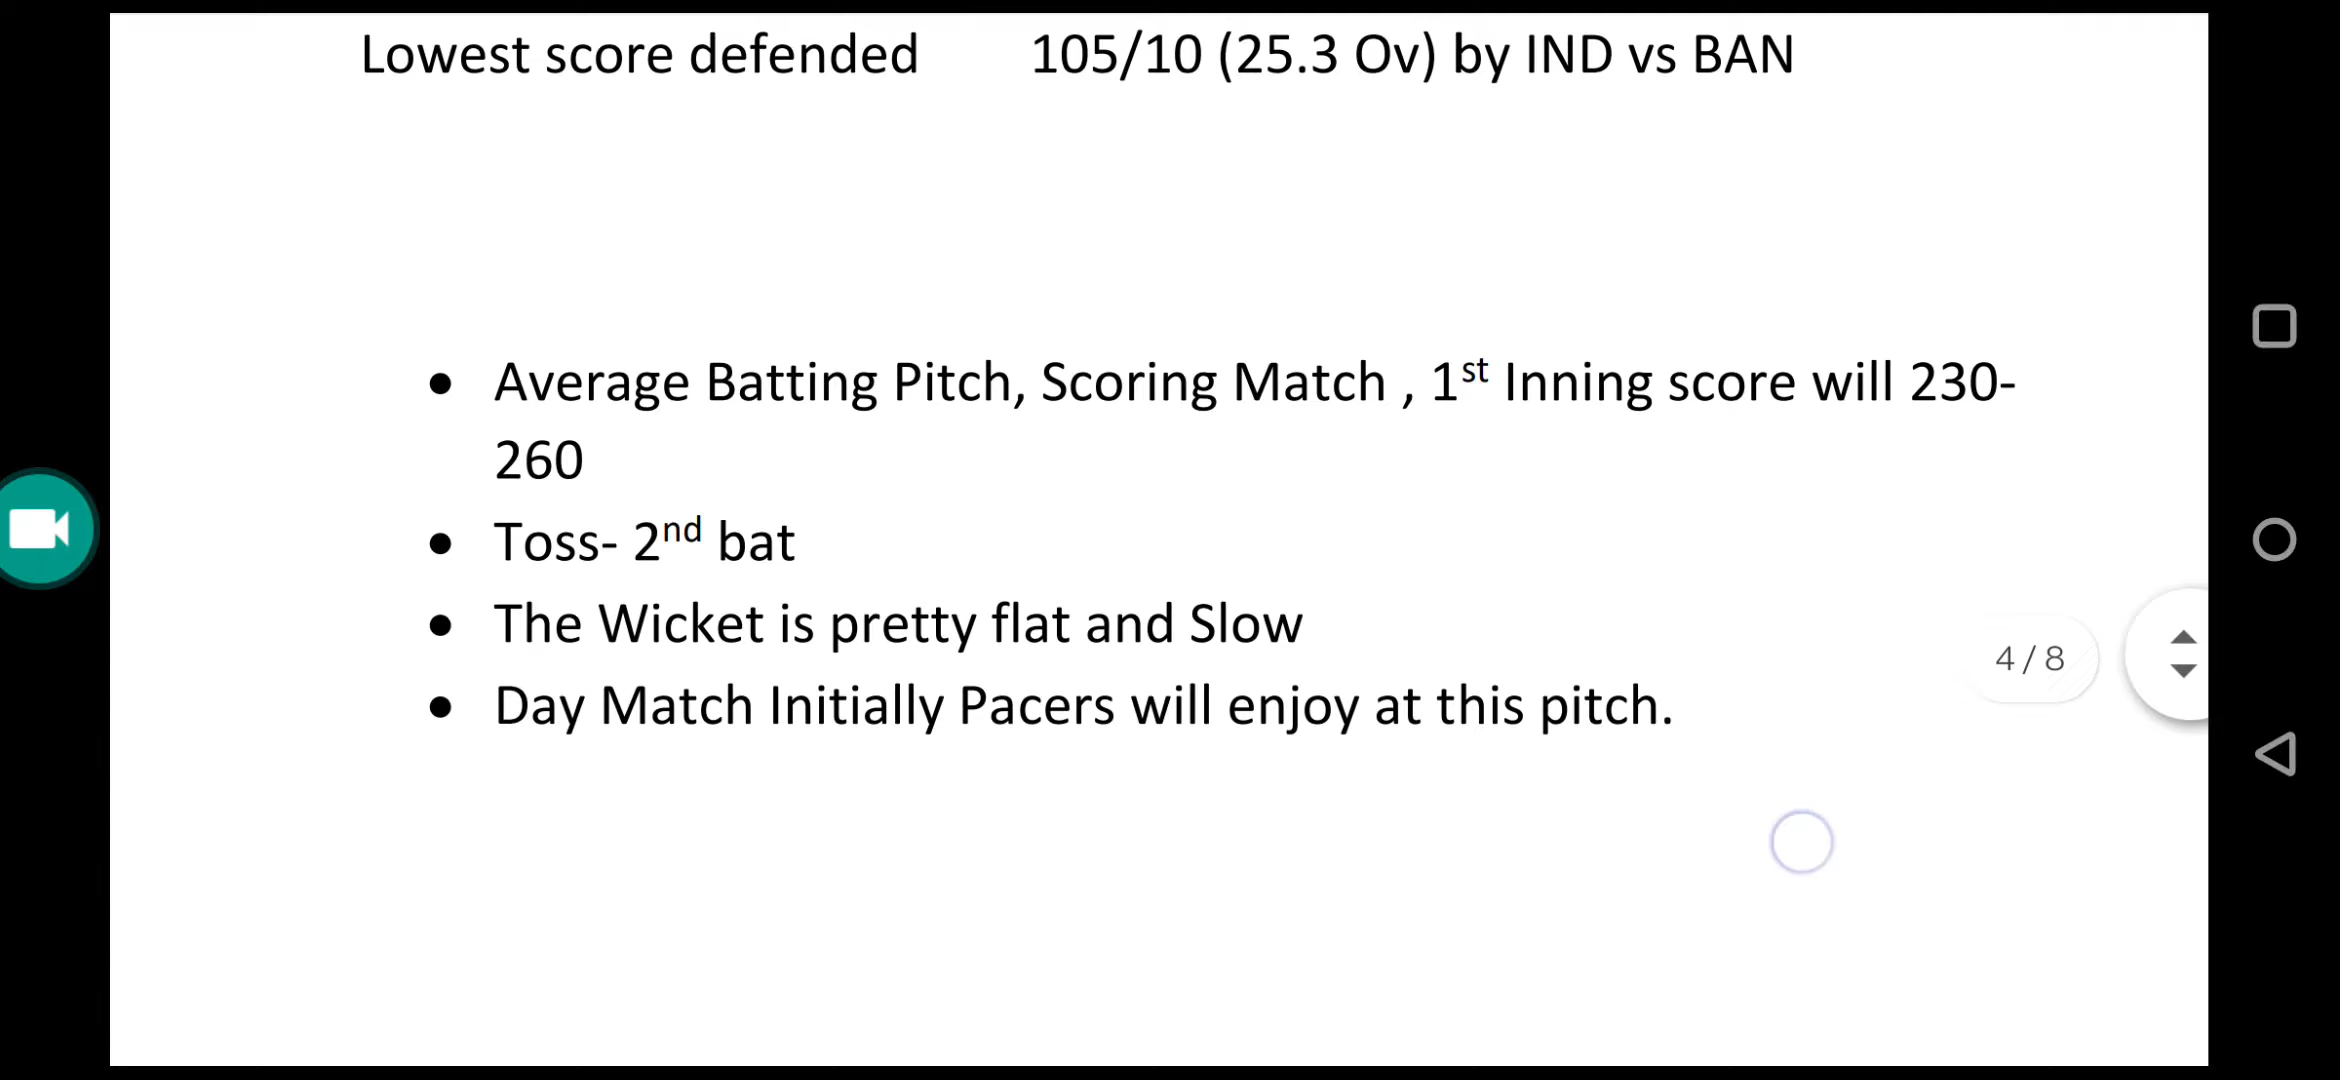 Lowest score defended 105/10 (25.3 Ov) by IND vs BAN
• Average Batting Pitch, Scoring Match , 1st Inning score will 230-
260
• Toss- 2nd bat
• The Wicket is pretty flat and Slow
• Day Match Initially Pacers will enjoy at this pitch.
4/8